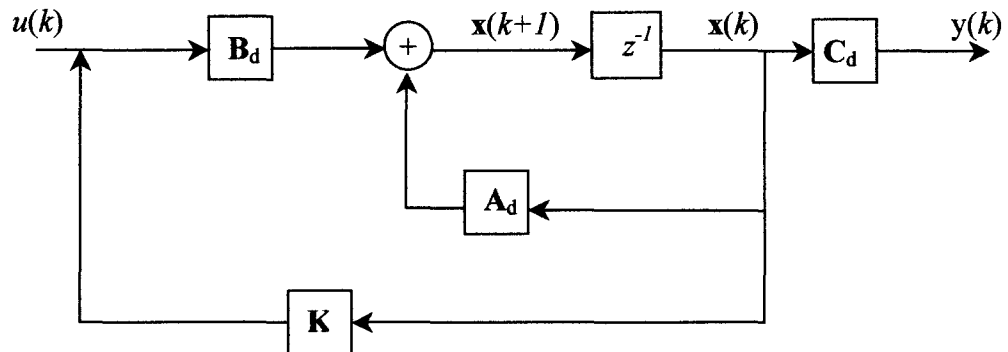 u(k)
B_d
+
x(k+1)
z^{-1}
x(k)
C_d
y(k)
A_d
K